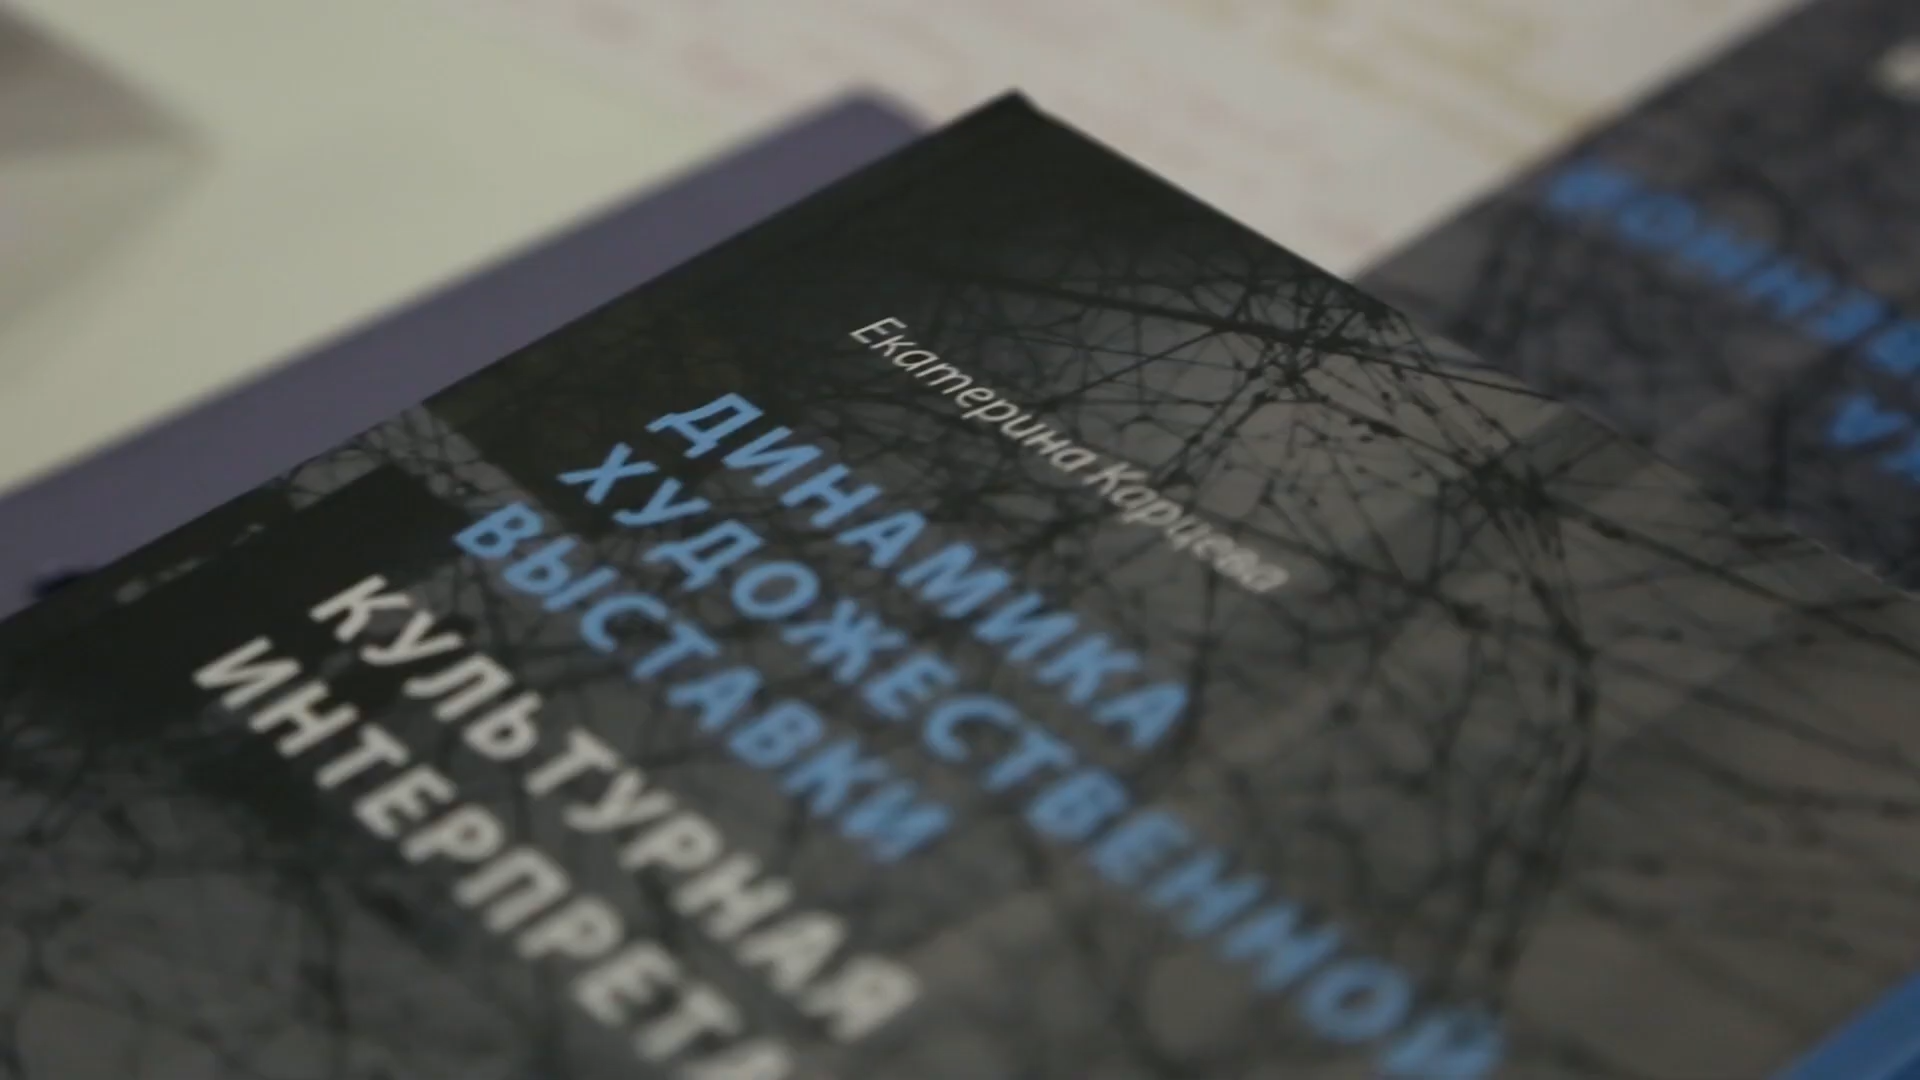 Екатерина Карцева
ДИНАМИКА
ХУДОЖЕСТВЕННОЙ
ВЫСТАВКИ
КУЛЬТУРНАЯ
ИНТЕРПРЕТА